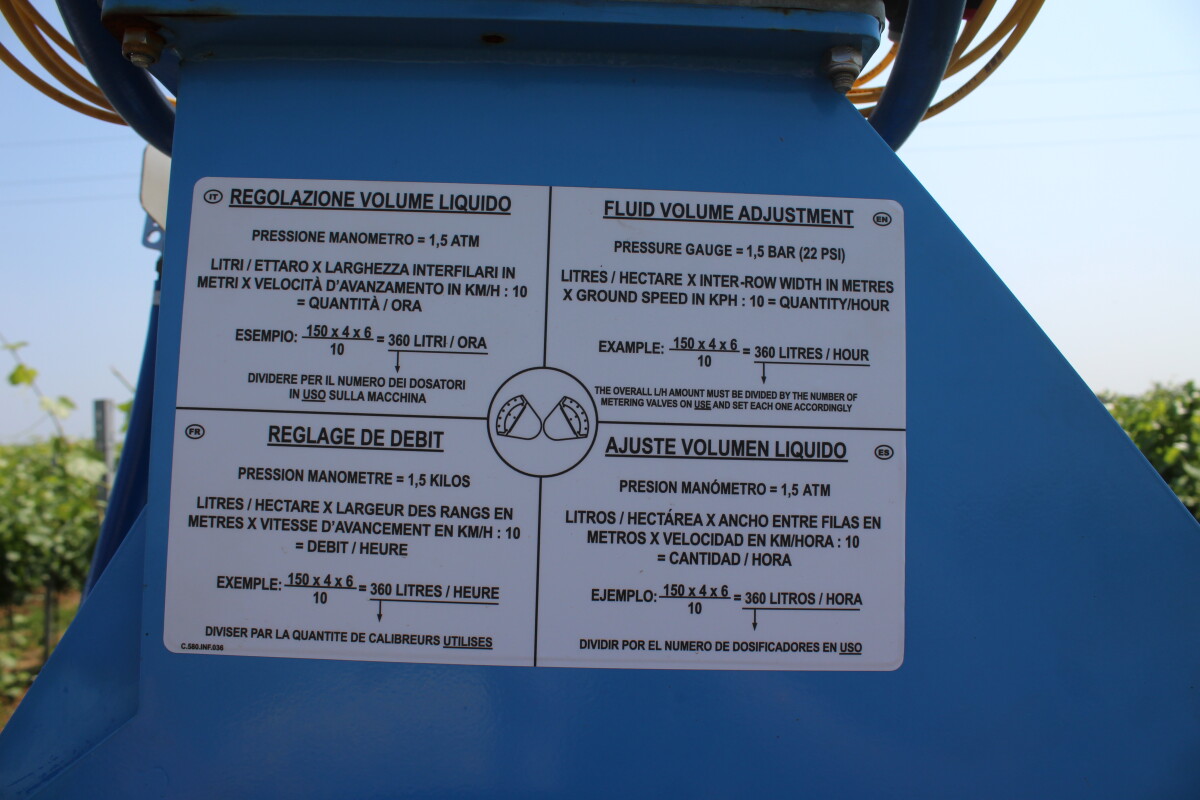 IT REGOLAZIONE VOLUME LIQUIDO
PRESSIONE MANOMETRO = 1,5 ATM
LITRI / ETTARO X LARGHEZZA INTERFILARI IN
METRI X VELOCITÀ D'AVANZAMENTO IN KM/H : 10
= QUANTITÀ / ORA
ESEMPIO: 150 x 4 x 6 = 360 LITRI / ORA
10
DIVIDERE PER IL NUMERO DEI DOSATORI
IN USO SULLA MACCHINA
FLUID VOLUME ADJUSTMENT EN
PRESSURE GAUGE = 1,5 BAR (22 PSI)
LITRES / HECTARE X INTER-ROW WIDTH IN METRES
X GROUND SPEED IN KPH : 10 = QUANTITY/HOUR
EXAMPLE: 150 x 4 x 6 = 360 LITRES / HOUR
10
THE OVERALL L/H AMOUNT MUST BE DIVIDED BY THE NUMBER OF
METERING VALVES ON USE AND SET EACH ONE ACCORDINGLY
FR REGLAGE DE DEBIT
PRESSION MANOMETRE = 1,5 KILOS
LITRES / HECTARE X LARGEUR DES RANGS EN
METRES X VITESSE D'AVANCEMENT EN KM/H : 10
= DEBIT / HEURE
EXEMPLE: 150 x 4 x 6 = 360 LITRES / HEURE
10
DIVISER PAR LA QUANTITE DE CALIBREURS UTILISES
C.580.INF.036
AJUSTE VOLUMEN LIQUIDO ES
PRESION MANÓMETRO = 1,5 ATM
LITROS / HECTÁREA X ANCHO ENTRE FILAS EN
METROS X VELOCIDAD EN KM/HORA : 10
= CANTIDAD / HORA
EJEMPLO: 150 x 4 x 6 = 360 LITROS / HORA
10
DIVIDIR POR EL NUMERO DE DOSIFICADORES EN USO